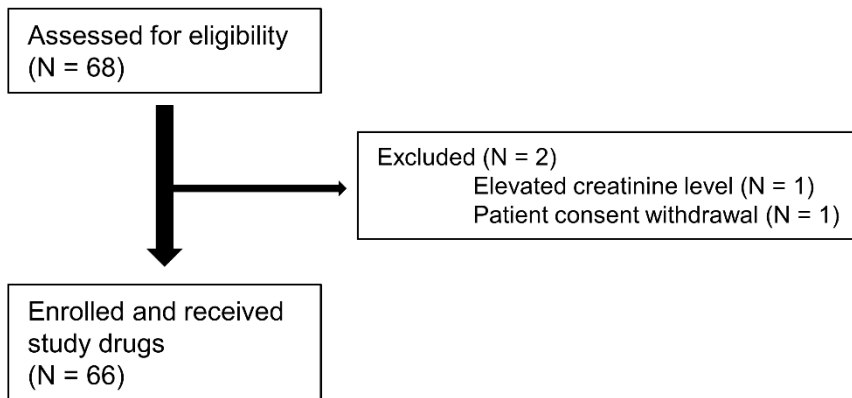 Assessed for eligibility
(N = 68)
Excluded (N = 2)
Elevated creatinine level (N = 1)
Patient consent withdrawal (N = 1)
Enrolled and received
study drugs
(N = 66)